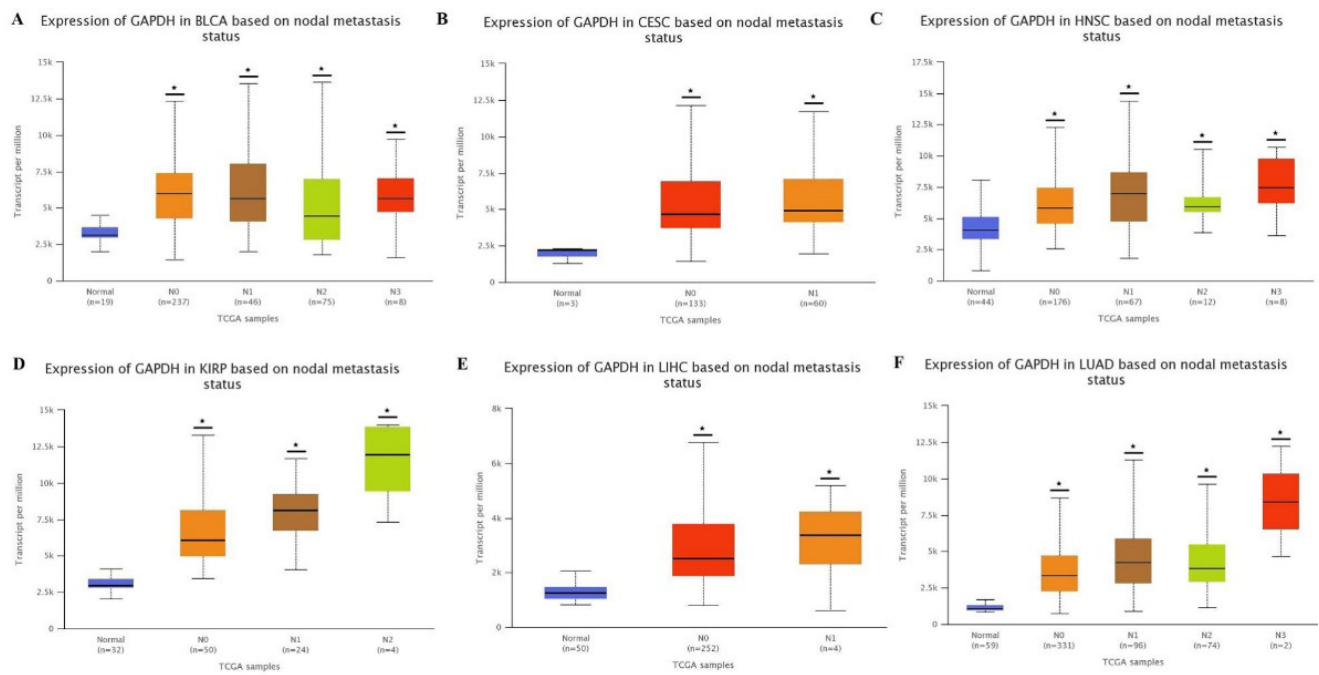 A
Expression of GAPDH in BLCA based on nodal metastasis
status
Transcript per million
15k
12.5k
10k
7.5k
5k
2.5k
0
*
*
*
*
Normal
(n=19)
N0
(n=237)
N1
(n=46)
N2
(n=75)
N3
(n=8)
TCGA samples
B
Expression of GAPDH in CESC based on nodal metastasis
status
Transcript per million
15k
12.5k
10k
7.5k
5k
2.5k
0
*
*
Normal
(n=3)
N0
(n=133)
N1
(n=60)
TCGA samples
C
Expression of GAPDH in HNSC based on nodal metastasis
status
Transcript per million
17.5k
15k
12.5k
10k
7.5k
5k
2.5k
0
*
*
*
*
Normal
(n=44)
N0
(n=176)
N1
(n=67)
N2
(n=12)
N3
(n=8)
TCGA samples
D
Expression of GAPDH in KIRP based on nodal metastasis
status
Transcript per million
15k
12.5k
10k
7.5k
5k
2.5k
0
*
*
*
Normal
(n=32)
N0
(n=50)
N1
(n=24)
N2
(n=4)
TCGA samples
E
Expression of GAPDH in LIHC based on nodal metastasis
status
Transcript per million
8k
6k
4k
2k
0
*
*
Normal
(n=50)
N0
(n=252)
N1
(n=4)
TCGA samples
F
Expression of GAPDH in LUAD based on nodal metastasis
status
Transcript per million
15k
12.5k
10k
7.5k
5k
2.5k
0
*
*
*
*
Normal
(n=59)
N0
(n=331)
N1
(n=96)
N2
(n=74)
N3
(n=2)
TCGA samples